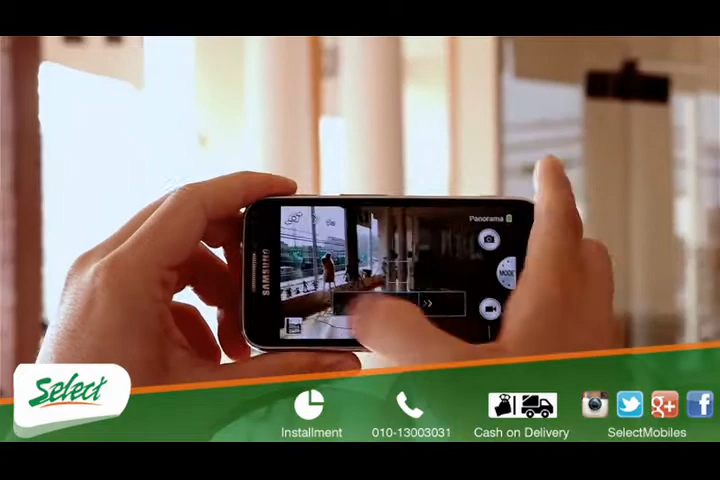 Panorama
SAMSUNG
MODE
Select
Installment
010-13003031
Cash on Delivery
SelectMobiles